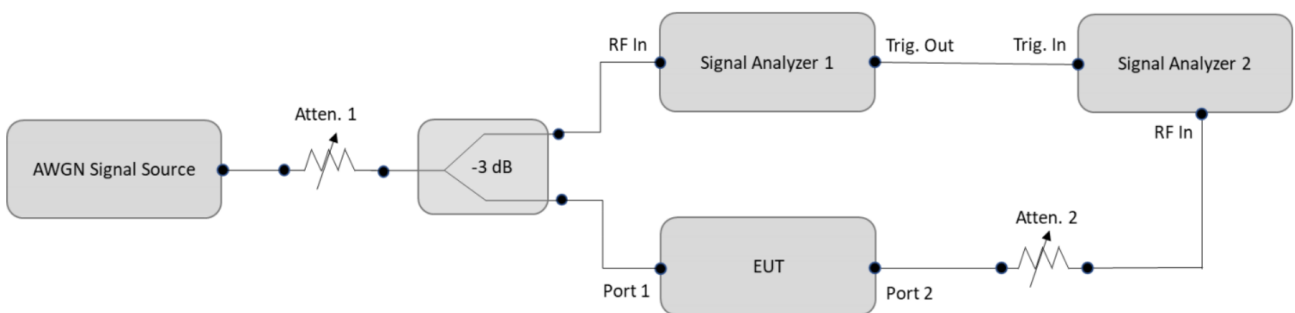 RF In
Signal Analyzer 1
Trig. Out
Trig. In
Signal Analyzer 2
RF In
Atten. 1
AWGN Signal Source
-3 dB
Atten. 2
EUT
Port 1
Port 2